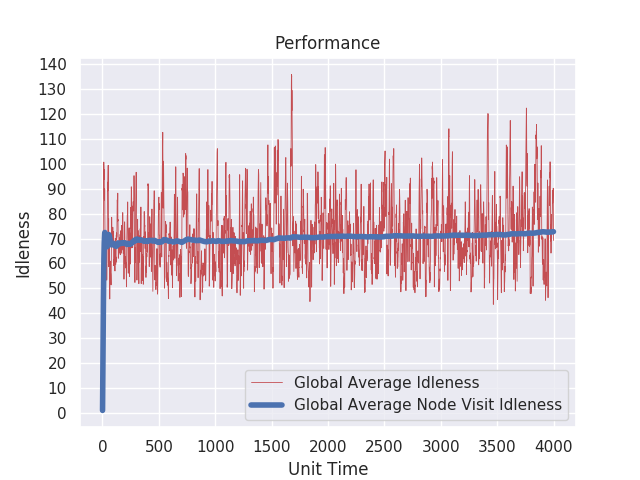 Performance
140
130
120
110
100
90
80
70
60
50
40
30
20
10
0
Idleness
Global Average Idleness
Global Average Node Visit Idleness
0 500 1000 1500 2000 2500 3000 3500 4000
Unit Time